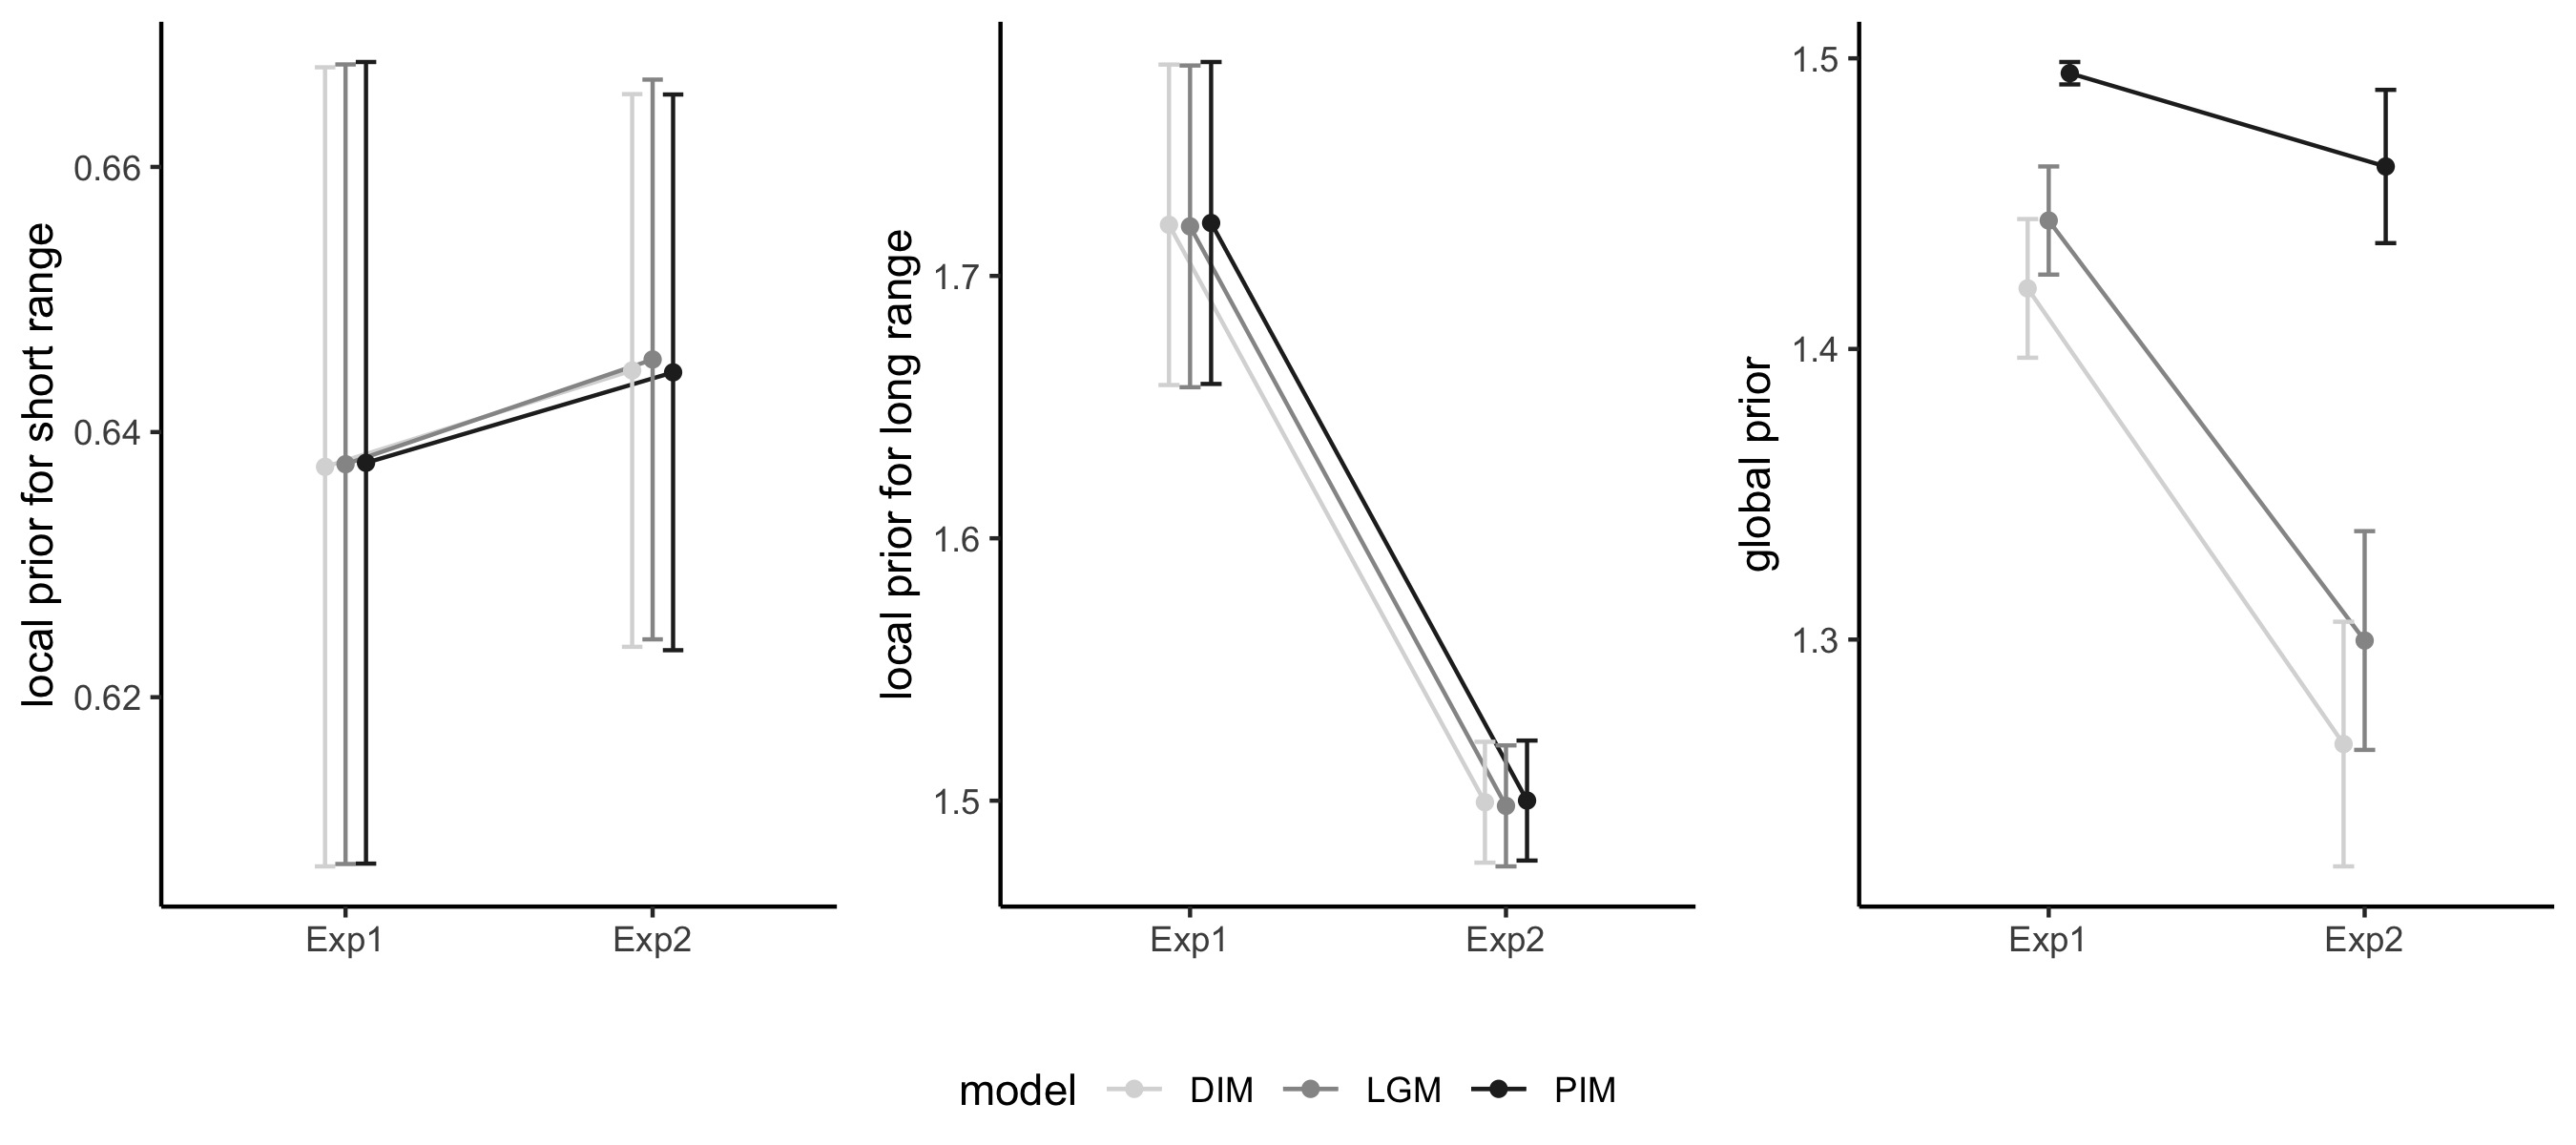 local prior for short range
0.66
0.64
0.62
Exp1 Exp2
local prior for long range
1.7
1.6
1.5
Exp1 Exp2
global prior
1.5
1.4
1.3
Exp1 Exp2
model DIM LGM PIM